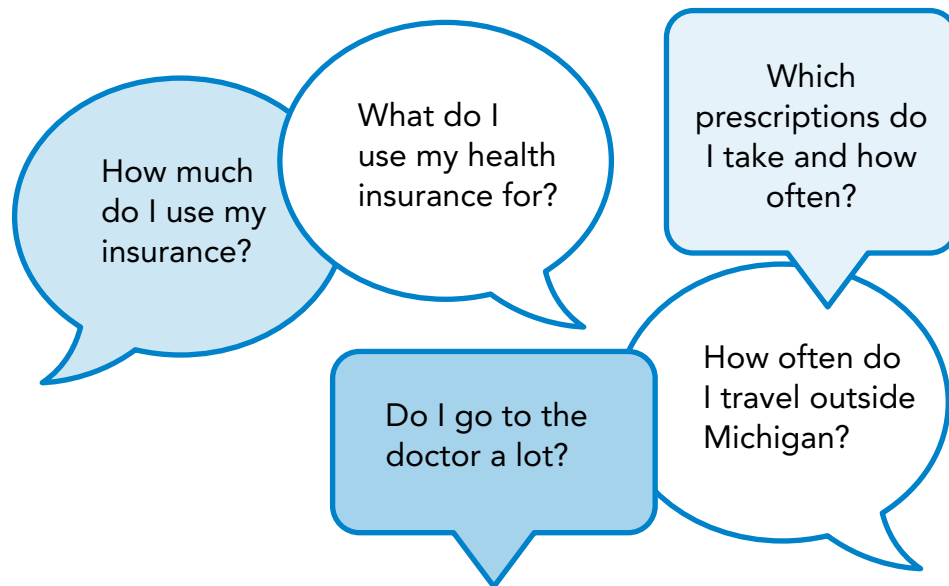 How much
do I use my
insurance?
What do I
use my health
insurance for?
Which
prescriptions do
I take and how
often?
Do I go to the
doctor a lot?
How often do
I travel outside
Michigan?